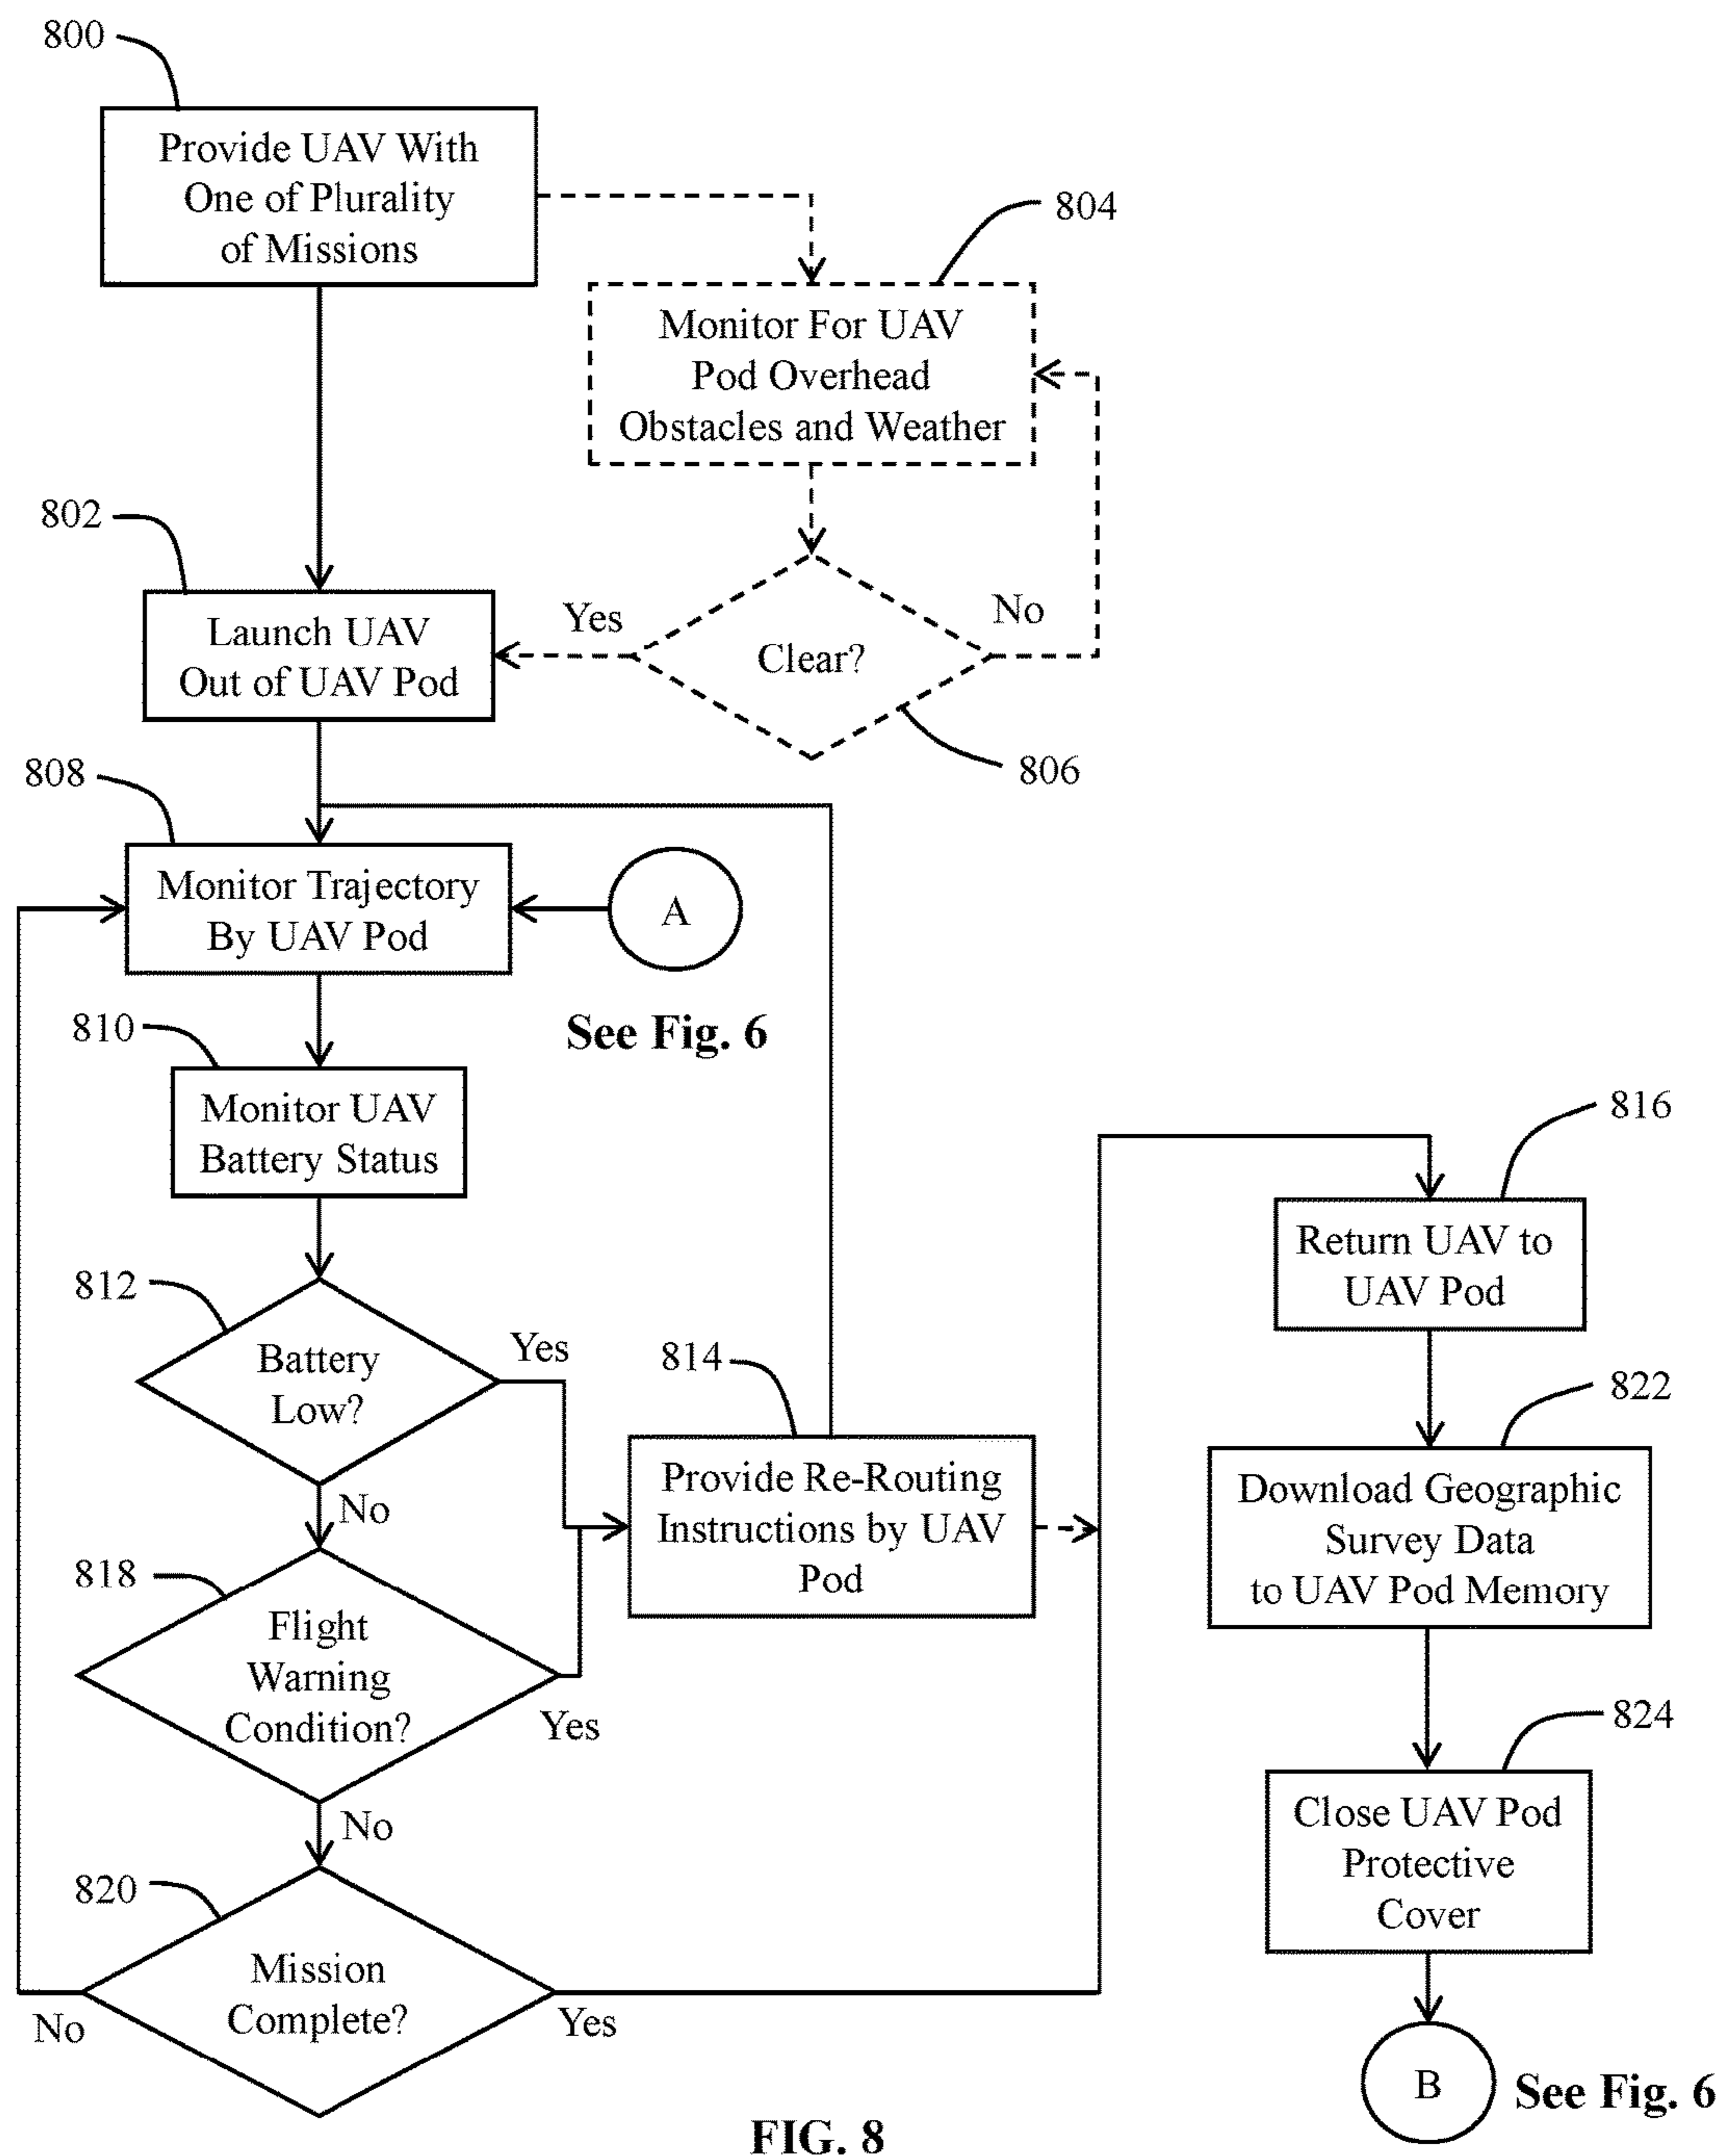 800
Provide UAV With
One of Plurality
of Missions
804
Monitor For UAV
Pod Overhead
Obstacles and Weather
802
Launch UAV
Out of UAV Pod
Yes
Clear?
No
806
808
Monitor Trajectory
By UAV Pod
A
See Fig. 6
810
Monitor UAV
Battery Status
812
Battery
Low?
Yes
No
814
Provide Re-Routing
Instructions by UAV
Pod
818
Flight
Warning
Condition?
Yes
No
820
Mission
Complete?
No
Yes
816
Return UAV to
UAV Pod
822
Download Geographic
Survey Data
to UAV Pod Memory
824
Close UAV Pod
Protective
Cover
B
See Fig. 6
FIG. 8